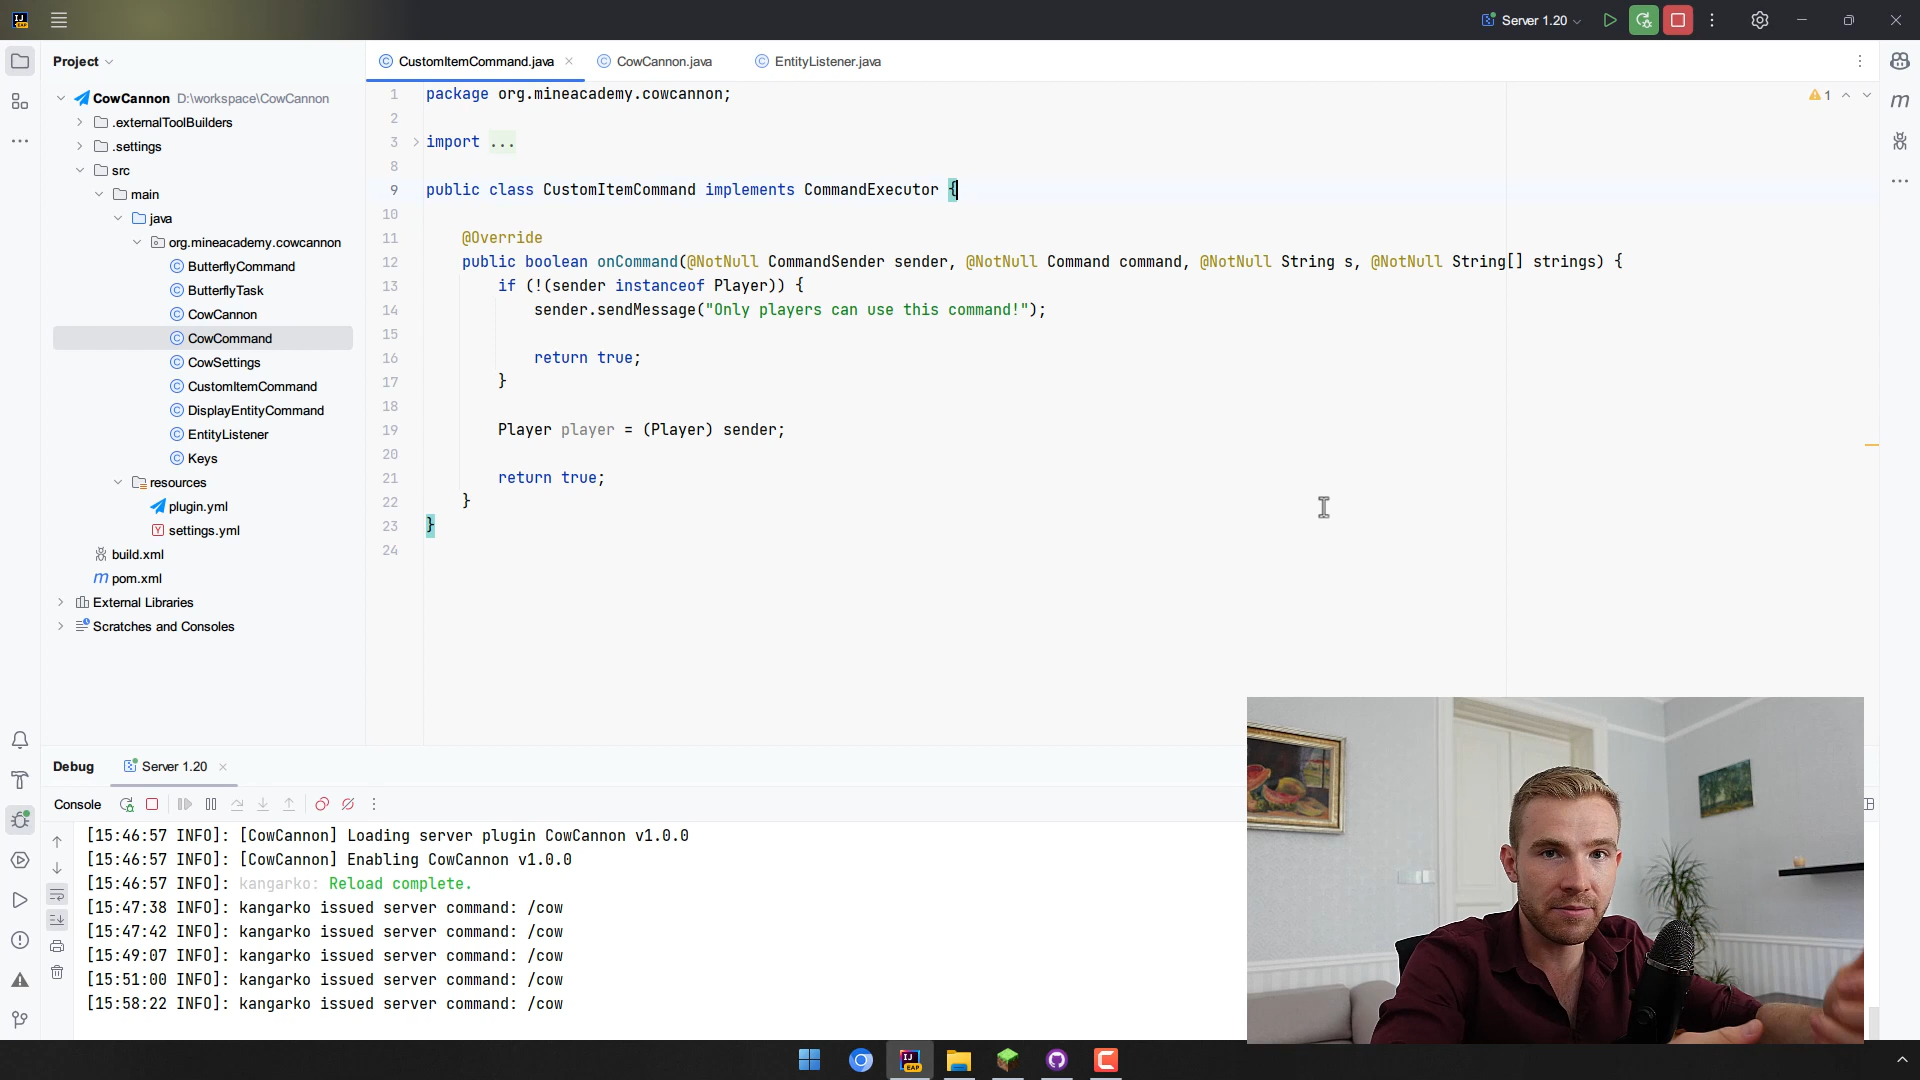 IJ
EAP
Server 1.20
Project
CustomItemCommand.java
CowCannon.java
EntityListener.java
CowCannon D:\workspace\CowCannon
.externalToolBuilders
.settings
src
main
java
org.mineacademy.cowcannon
ButterflyCommand
ButterflyTask
CowCannon
CowCommand
CowSettings
CustomItemCommand
DisplayEntityCommand
EntityListener
Keys
resources
plugin.yml
settings.yml
build.xml
pom.xml
External Libraries
Scratches and Consoles
1 package org.mineacademy.cowcannon;
2
3 import ...
8
9 public class CustomItemCommand implements CommandExecutor {
10
11 @Override
12 public boolean onCommand(@NotNull CommandSender sender, @NotNull Command command, @NotNull String s, @NotNull String[] strings) {
13 if (!(sender instanceof Player)) {
14 sender.sendMessage("Only players can use this command!");
15
16 return true;
17 }
18
19 Player player = (Player) sender;
20
21 return true;
22 }
23 }
24
1
Debug
Server 1.20
Console
[15:46:57 INFO]: [CowCannon] Loading server plugin CowCannon v1.0.0
[15:46:57 INFO]: [CowCannon] Enabling CowCannon v1.0.0
[15:46:57 INFO]: kangarko: Reload complete.
[15:47:38 INFO]: kangarko issued server command: /cow
[15:47:42 INFO]: kangarko issued server command: /cow
[15:49:07 INFO]: kangarko issued server command: /cow
[15:51:00 INFO]: kangarko issued server command: /cow
[15:58:22 INFO]: kangarko issued server command: /cow
IJ
EAP